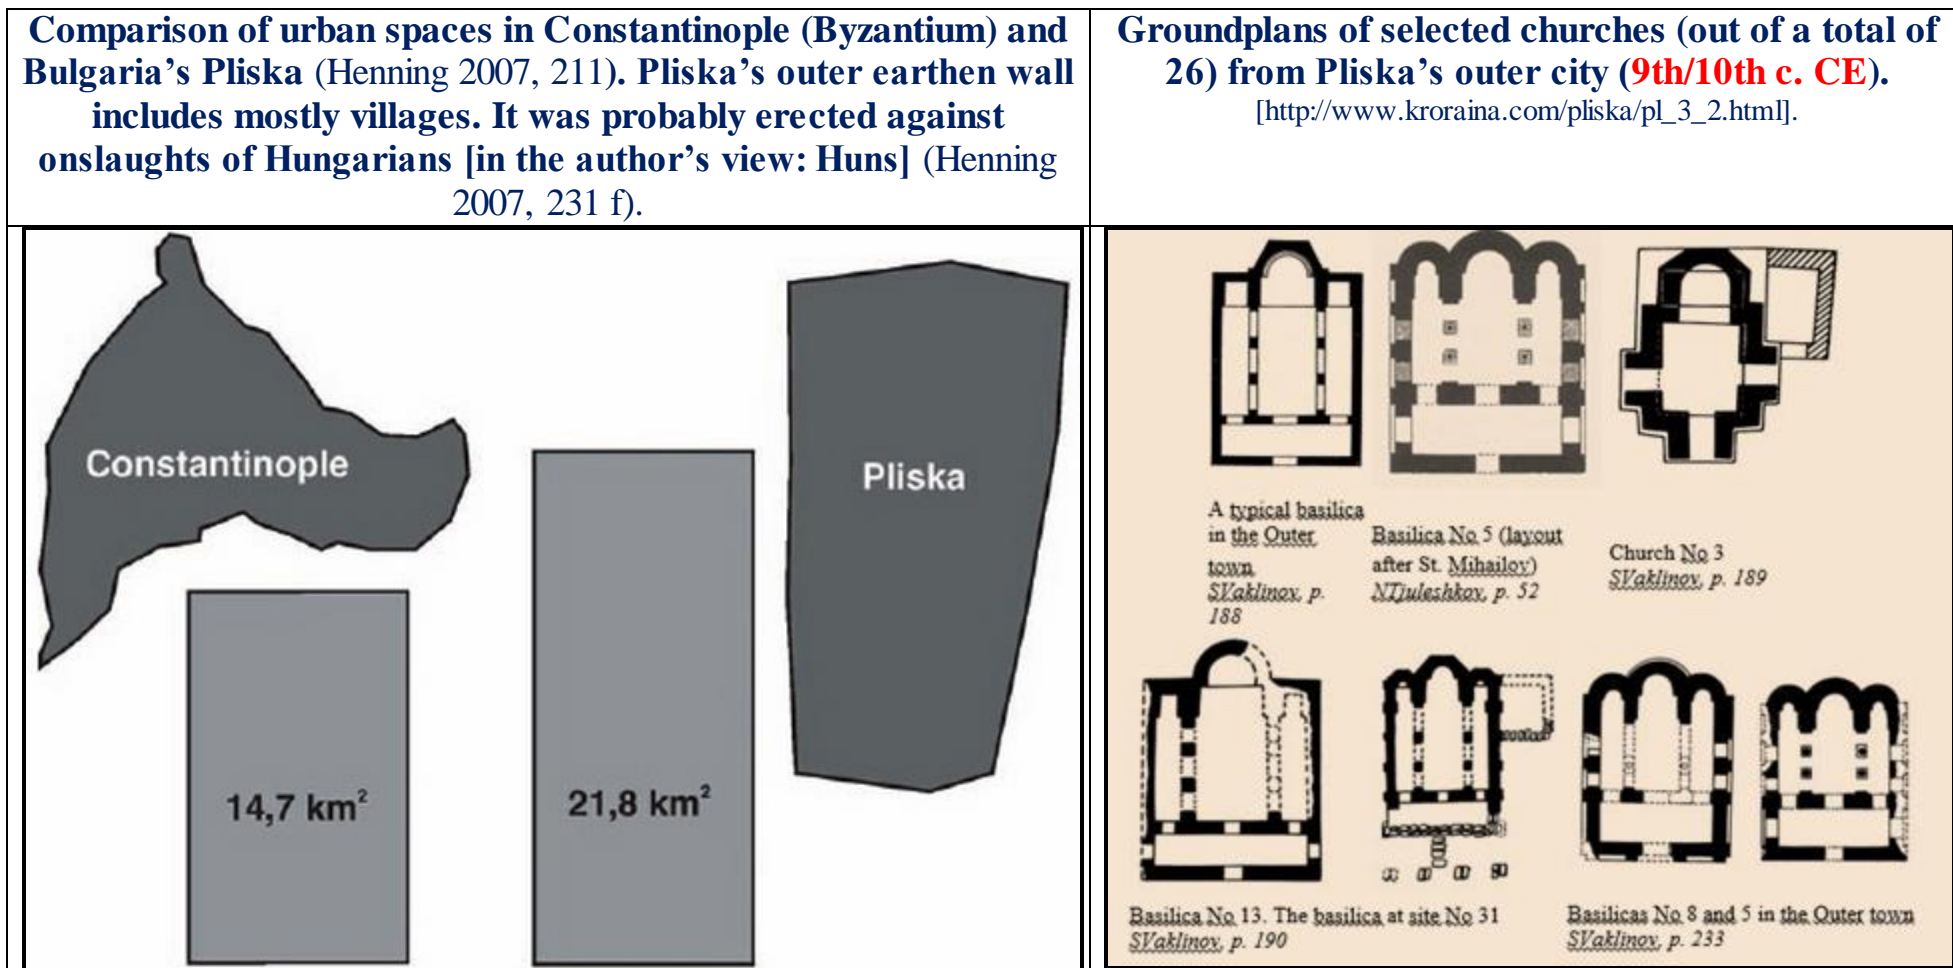 Comparison of urban spaces in Constantinople (Byzantium) and
Bulgaria’s Pliska (Henning 2007, 211). Pliska’s outer earthen wall
includes mostly villages. It was probably erected against
onslaughts of Hungarians [in the author’s view: Huns] (Henning
2007, 231 f).
Groundplans of selected churches (out of a total of
26) from Pliska’s outer city (9th/10th c. CE).
[http://www.kroraina.com/pliska/pl_3_2.html].
Constantinople
Pliska
14,7 km²
21,8 km²
A typical basilica
in the Outer
town
SVaklinov, p.
188
Basilica No 5 (layout
after St. Mihailov)
NTjuleshkov, p. 52
Church No 3
SVaklinov, p. 189
Basilica No 13. The basilica at site No 31
SVaklinov, p. 190
Basilicas No 8 and 5 in the Outer town
SVaklinov, p. 233